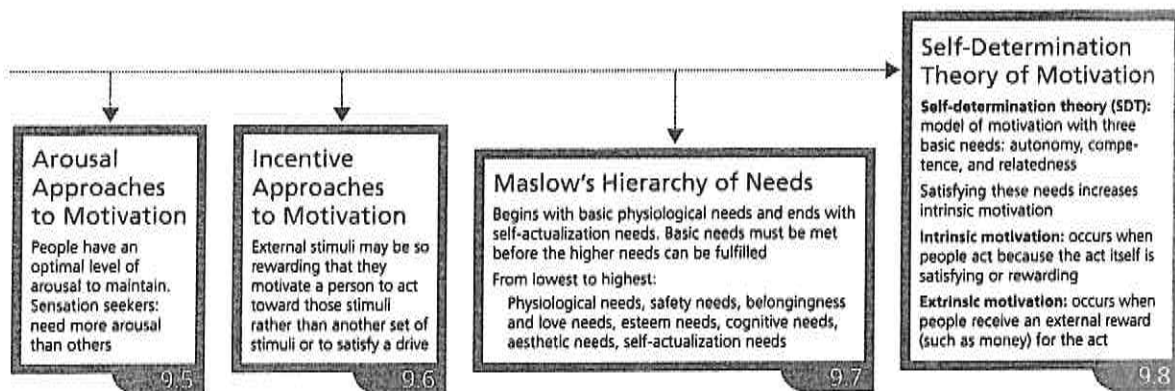 Arousal
Approaches
to Motivation
People have an
optimal level of
arousal to maintain.
Sensation seekers:
need more arousal
than others
9.5
Incentive
Approaches
to Motivation
External stimuli may be so
rewarding that they
motivate a person to act
toward those stimuli
rather than another set of
stimuli or to satisfy a drive
9.6
Maslow's Hierarchy of Needs
Begins with basic physiological needs and ends with
self-actualization needs. Basic needs must be met
before the higher needs can be fulfilled
From lowest to highest:
Physiological needs, safety needs, belongingness
and love needs, esteem needs, cognitive needs,
aesthetic needs, self-actualization needs
9.7
Self-Determination
Theory of Motivation
Self-determination theory (SDT):
model of motivation with three
basic needs: autonomy, compe-
tence, and relatedness
Satisfying these needs increases
intrinsic motivation
Intrinsic motivation: occurs when
people act because the act itself is
satisfying or rewarding
Extrinsic motivation: occurs when
people receive an external reward
(such as money) for the act
9.8